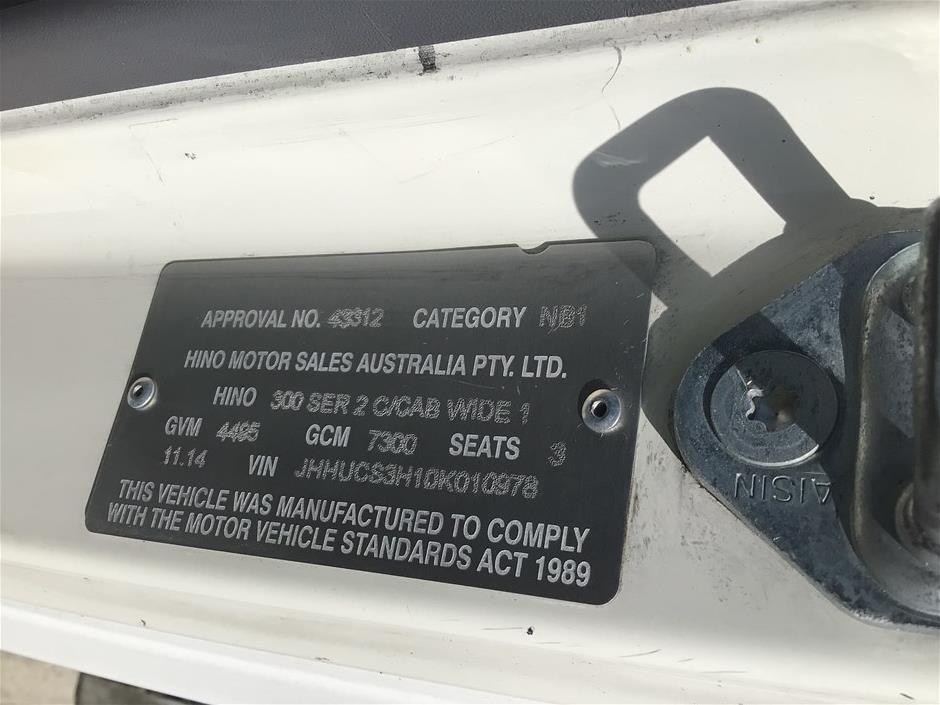 APPROVAL NO. 43312 CATEGORY NB1
HINO MOTOR SALES AUSTRALIA PTY. LTD.
HINO 300 SER 2 C/CAB WIDE 1
GVM 4495 GCM 7300 SEATS 3
11.14 VIN JHHUCS3H10K010978
THIS VEHICLE WAS MANUFACTURED TO COMPLY
WITH THE MOTOR VEHICLE STANDARDS ACT 1989
AISIN